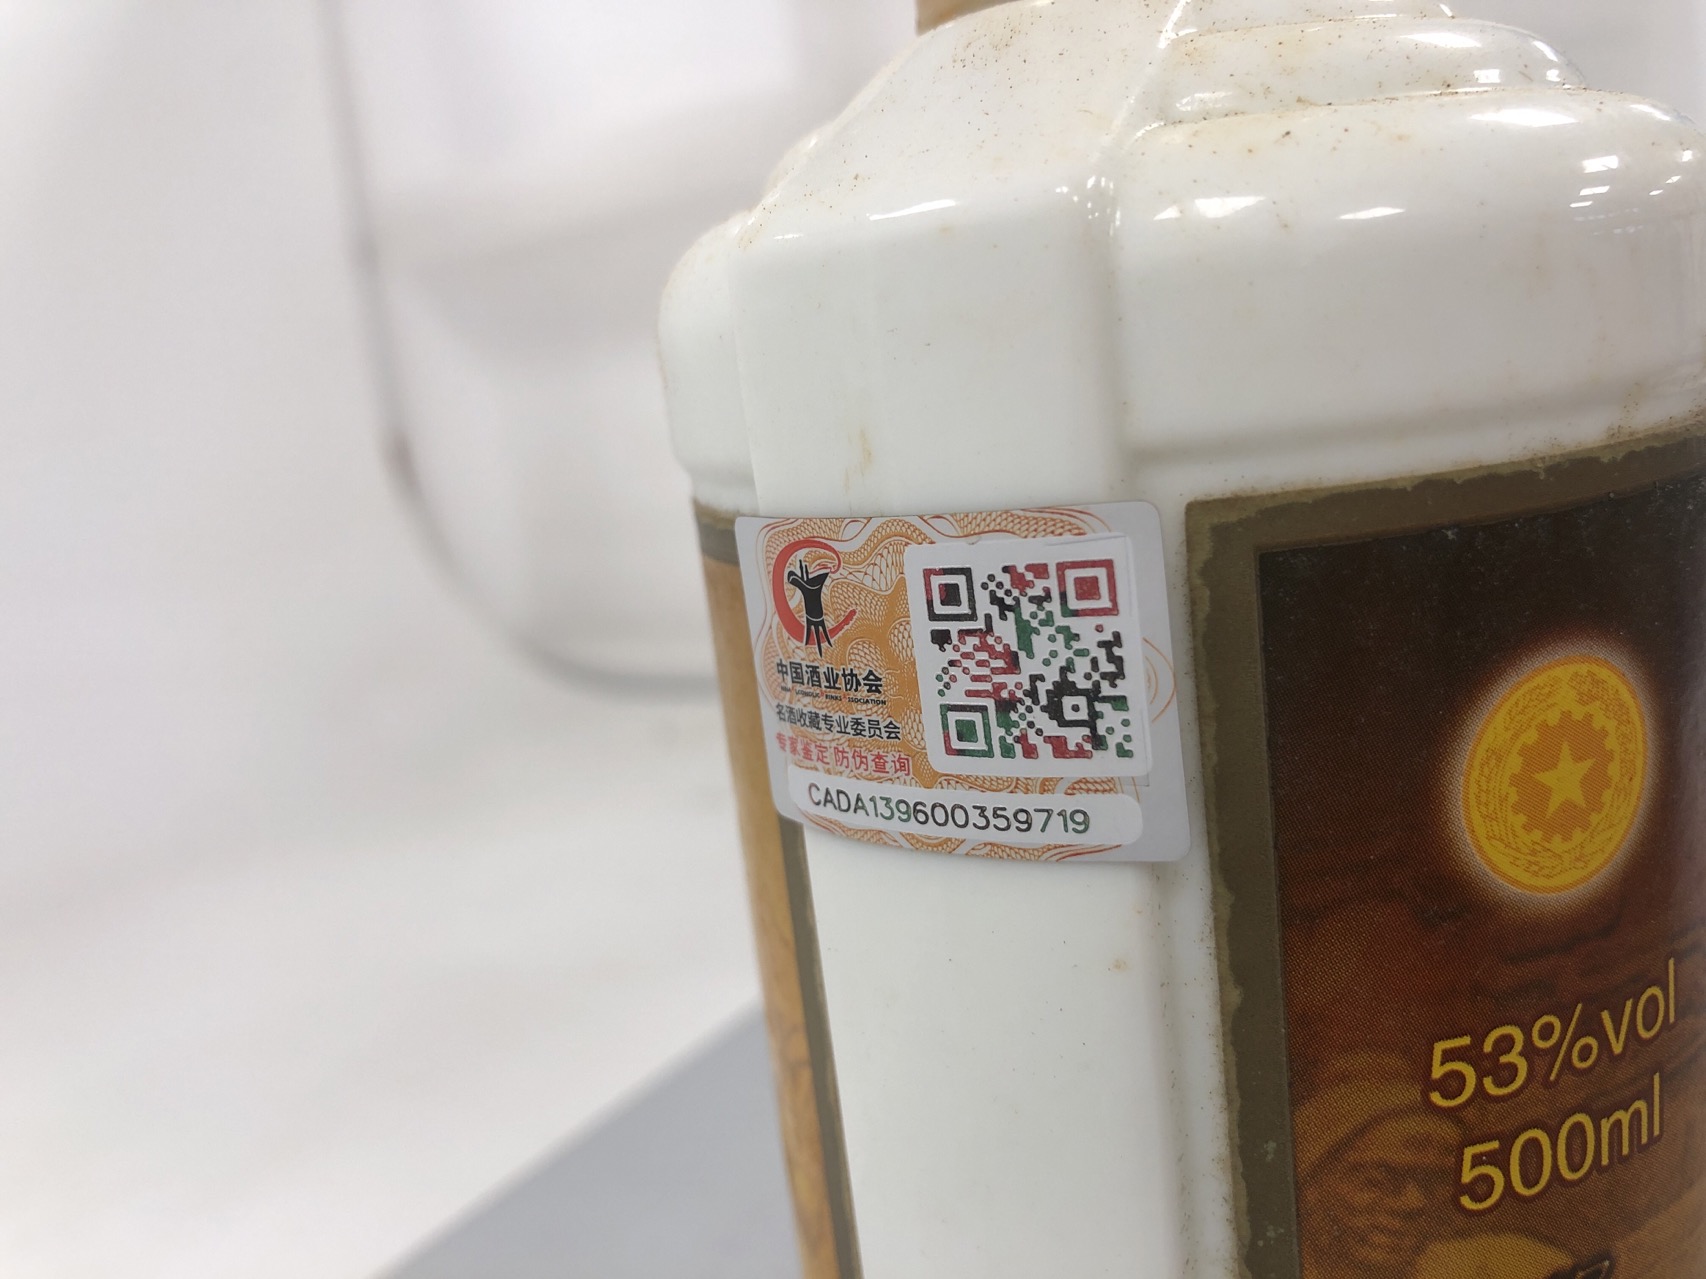 中国酒业协会
名酒收藏专业委员会
专家鉴定 防伪查询
CADA139600359719
53%vol
500ml